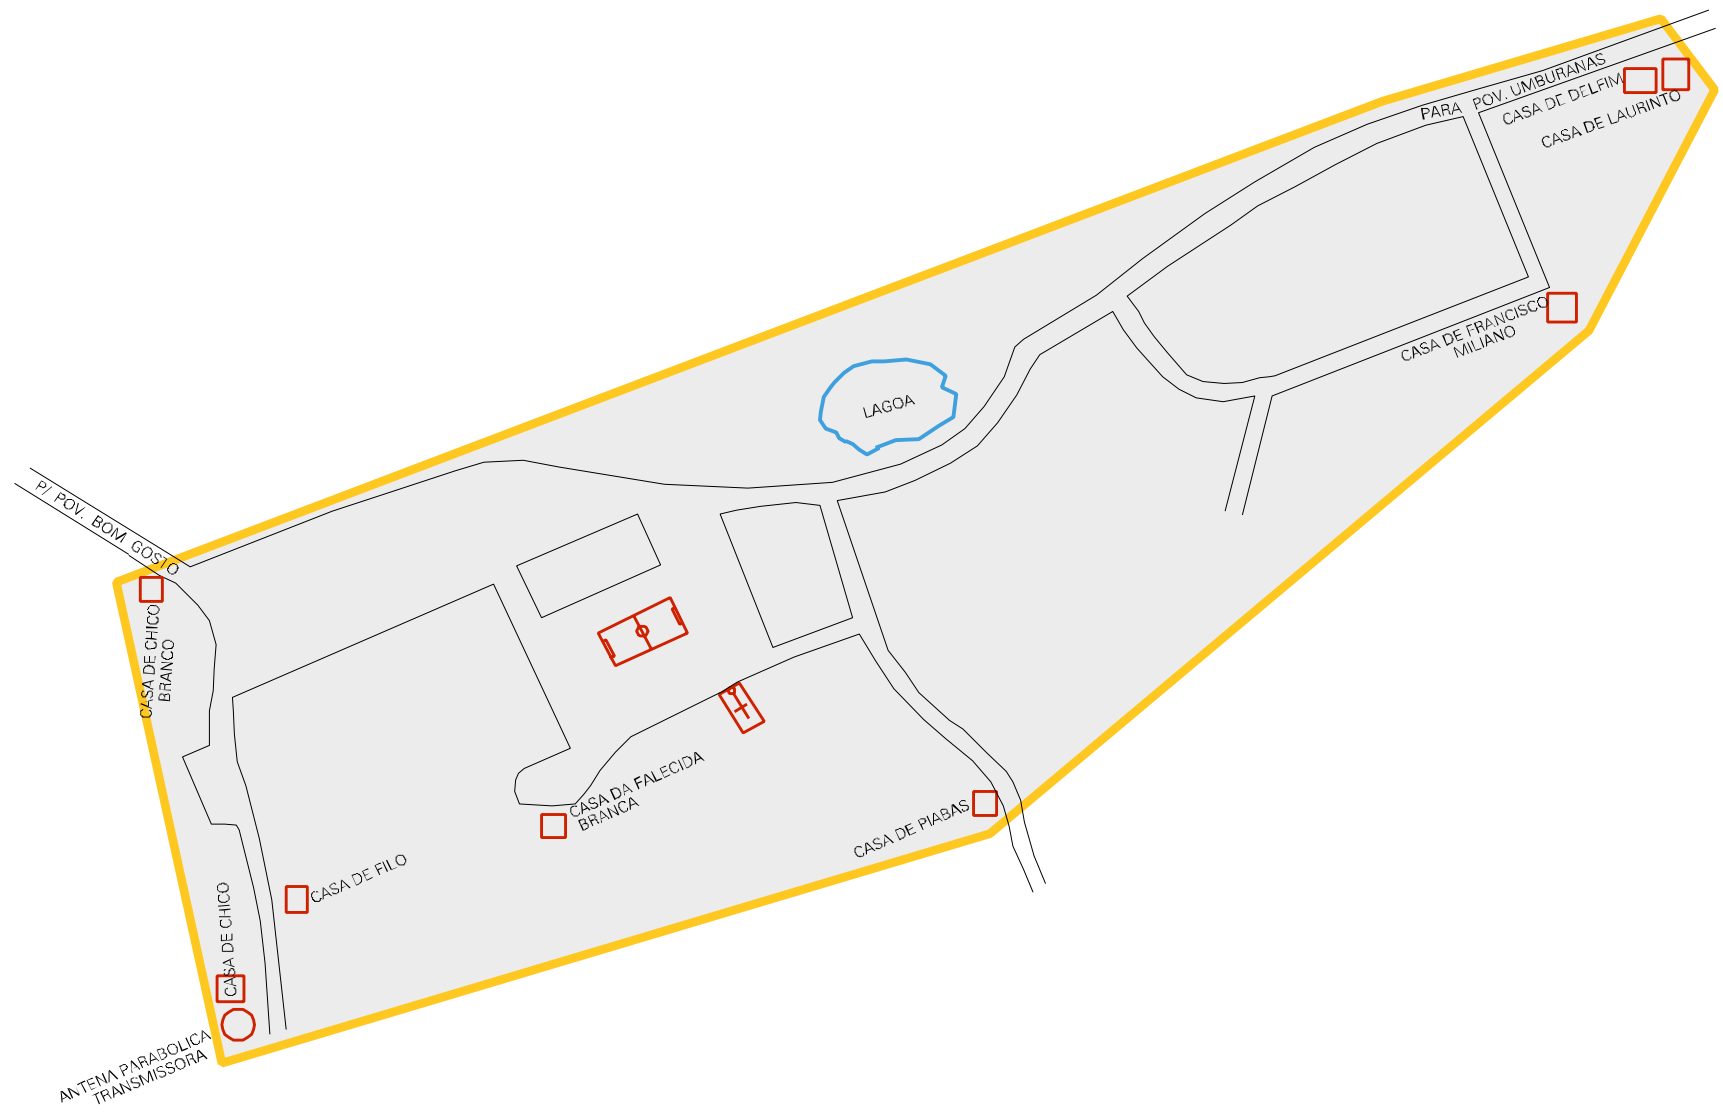 PARA POV. UMBURANAS
CASA DE DELFIM
CASA DE LAURINTO
CASA DE FRANCISCO
MILIANO
LAGOA
P/ POV. BOM GOSTO
CASA DE CHICO
BRANCO
CASA DA FALECIDA
BRANCA
CASA DE PIABAS
CASA DE FILO
CASA DE CHICO
ANTENA PARABOLICA
TRANSMISSORA